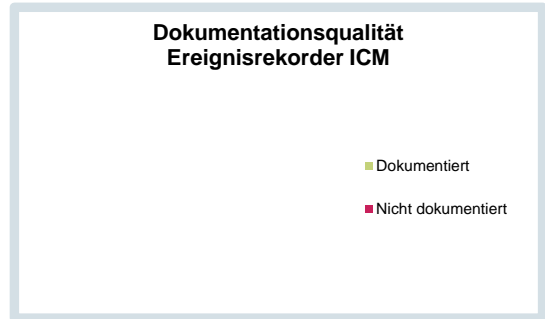 Dokumentationsqualität
Ereignisrekorder ICM
Dokumentiert
Nicht dokumentiert